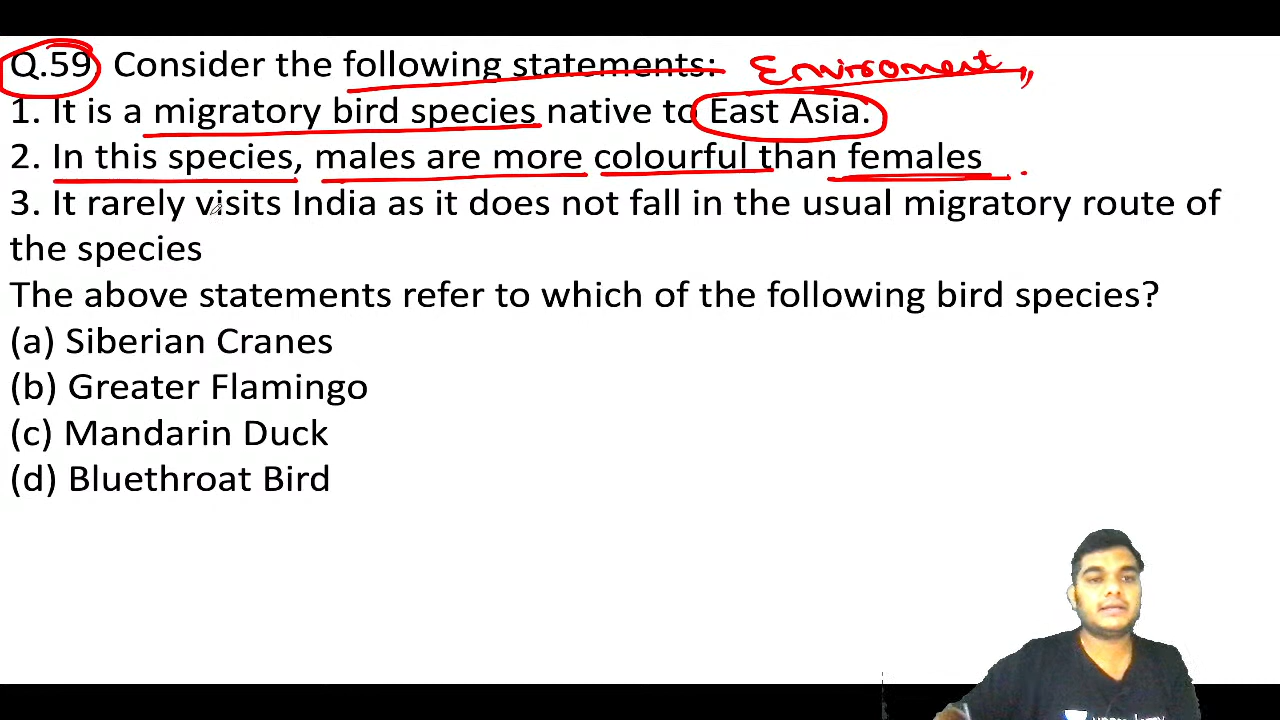 Q.59 Consider the following statements: Enviroment,,
1. It is a migratory bird species native to East Asia.
2. In this species, males are more colourful than females
3. It rarely visits India as it does not fall in the usual migratory route of
the species
The above statements refer to which of the following bird species?
(a) Siberian Cranes
(b) Greater Flamingo
(c) Mandarin Duck
(d) Bluethroat Bird